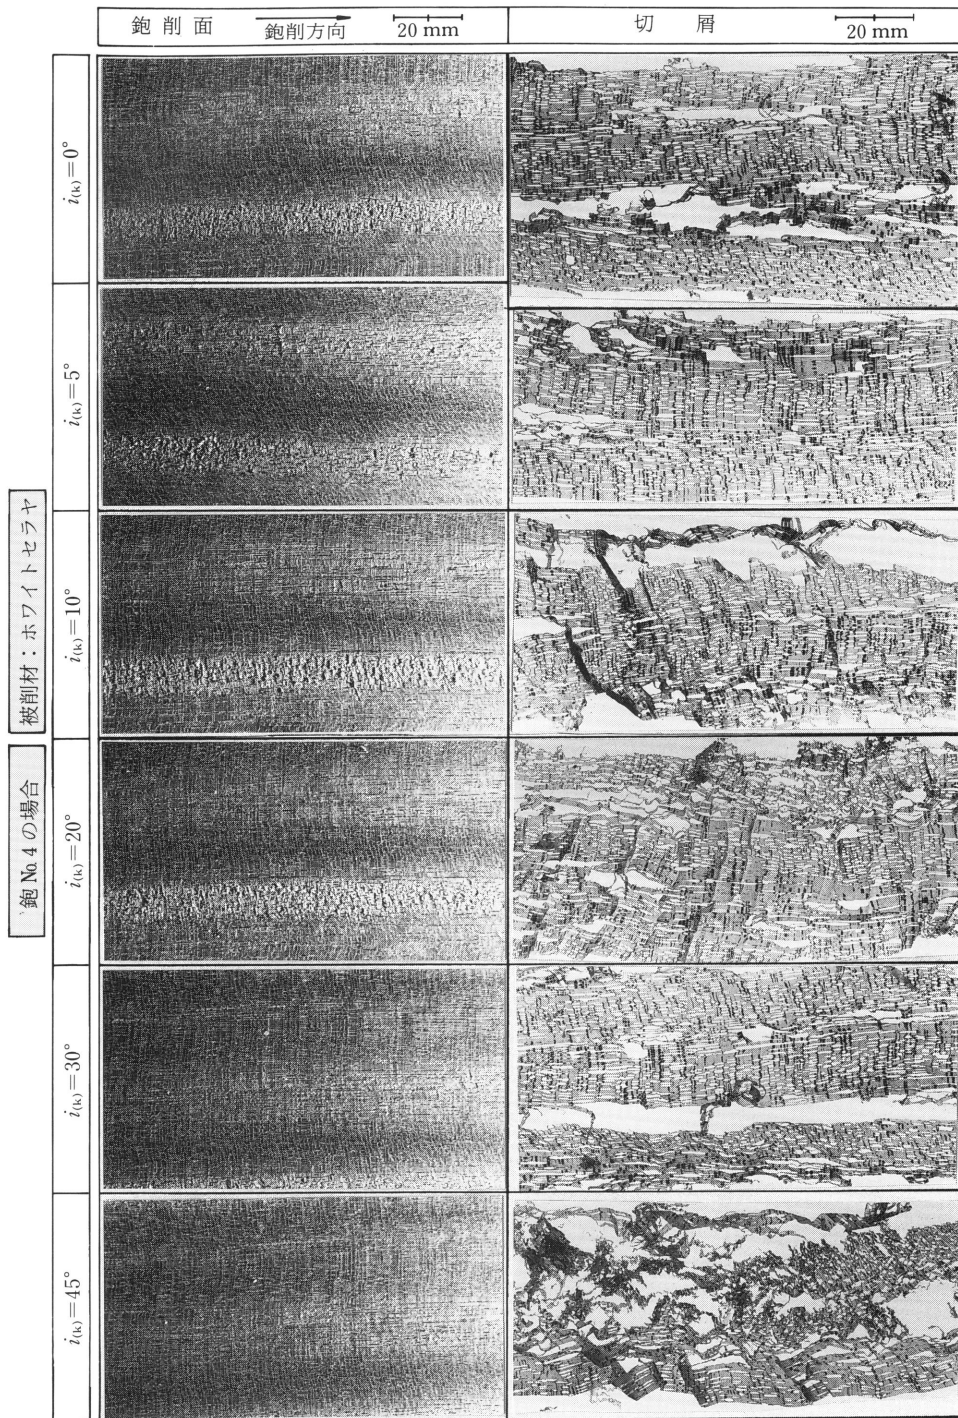 鉋削面
鉋削方向
20 mm
切屑
20 mm
i(k)=0°
i(k)=5°
i(k)=10°
i(k)=20°
i(k)=30°
i(k)=45°
被削材：ホワイトセラヤ
鉋 No. 4 の場合